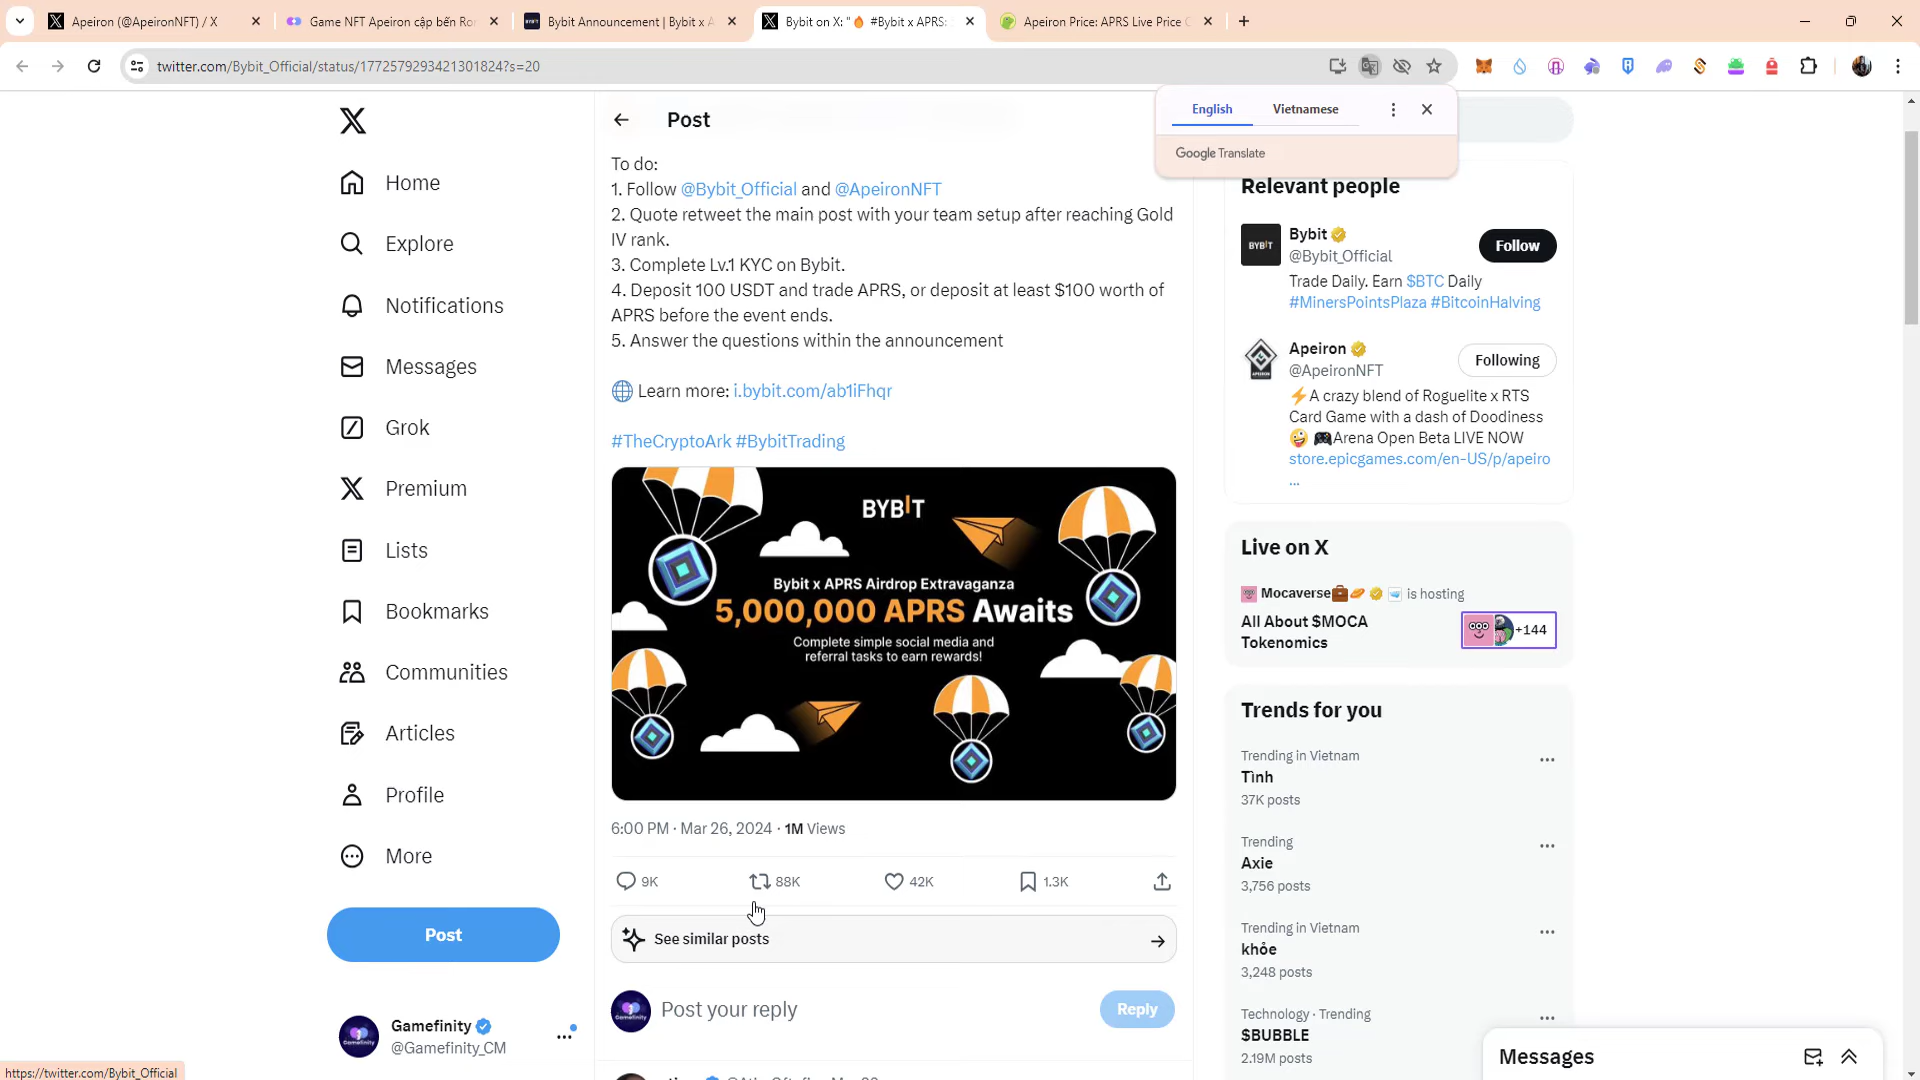 Apeiron (@ApeironNFT) / X
Game NFT Apeiron cập bến Ron
Bybit Announcement | Bybit x A
Bybit on X: "🔥 #Bybit x APRS:
Apeiron Price: APRS Live Price C
twitter.com/Bybit_Official/status/1772579293421301824?s=20
English
Vietnamese
Google Translate
Home
Explore
Notifications
Messages
Grok
Premium
Lists
Bookmarks
Communities
Articles
Profile
More
Post
Gamefinity
@Gamefinity_CM
https://twitter.com/Bybit_Official
Post
To do:
1. Follow @Bybit_Official and @ApeironNFT
2. Quote retweet the main post with your team setup after reaching Gold
IV rank.
3. Complete Lv.1 KYC on Bybit.
4. Deposit 100 USDT and trade APRS, or deposit at least $100 worth of
APRS before the event ends.
5. Answer the questions within the announcement
🌐 Learn more: i.bybit.com/ab1iFhqr
#TheCryptoArk #BybitTrading
BYBIT
Bybit x APRS Airdrop Extravaganza
5,000,000 APRS Awaits
Complete simple social media and
referral tasks to earn rewards!
6:00 PM · Mar 26, 2024 · 1M Views
9K
88K
42K
1.3K
See similar posts
Gamefinity
Post your reply
Reply
Relevant people
BYBIT
Bybit
@Bybit_Official
Follow
Trade Daily. Earn $BTC Daily
#MinersPointsPlaza #BitcoinHalving
APEIRON
Apeiron
@ApeironNFT
Following
⚡A crazy blend of Roguelite x RTS
Card Game with a dash of Doodiness
🤪 🎮Arena Open Beta LIVE NOW
store.epicgames.com/en-US/p/apeiro
...
Live on X
Mocaverse is hosting
All About $MOCA
Tokenomics
+144
Trends for you
Trending in Vietnam
Tình
37K posts
Trending
Axie
3,756 posts
Trending in Vietnam
khỏe
3,248 posts
Technology · Trending
$BUBBLE
2.19M posts
Messages